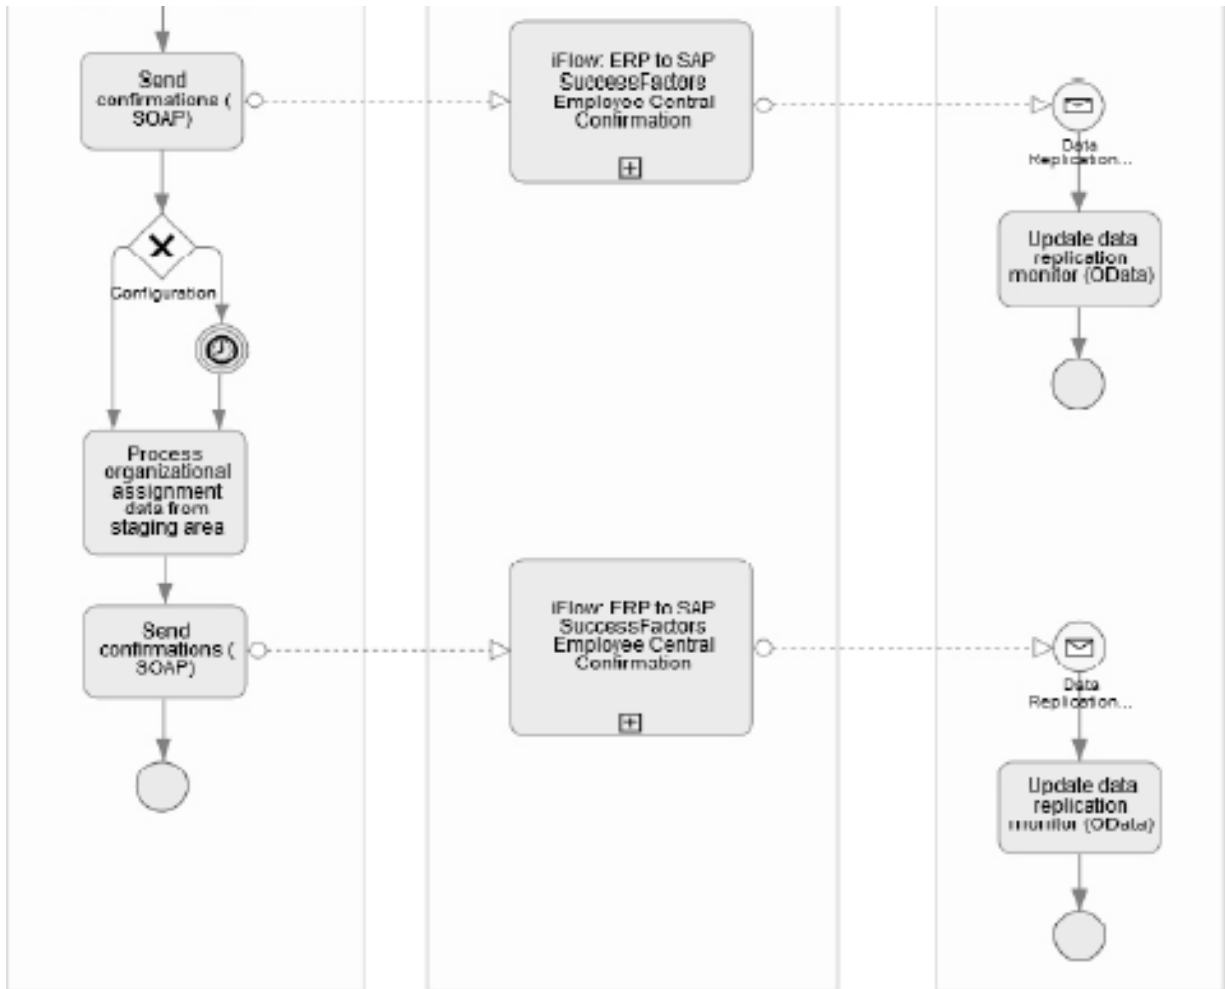 Send
confirmations (
SOAP)
iFlow: ERP to SAP
SuccessFactors
Employee Central
Confirmation
Data
Replication...
Update data
replication
monitor (OData)
Configuration
Process
organizational
assignment
data from
staging area
Send
confirmations (
SOAP)
iFlow: ERP to SAP
SuccessFactors
Employee Central
Confirmation
Data
Replication...
Update data
replication
monitor (OData)